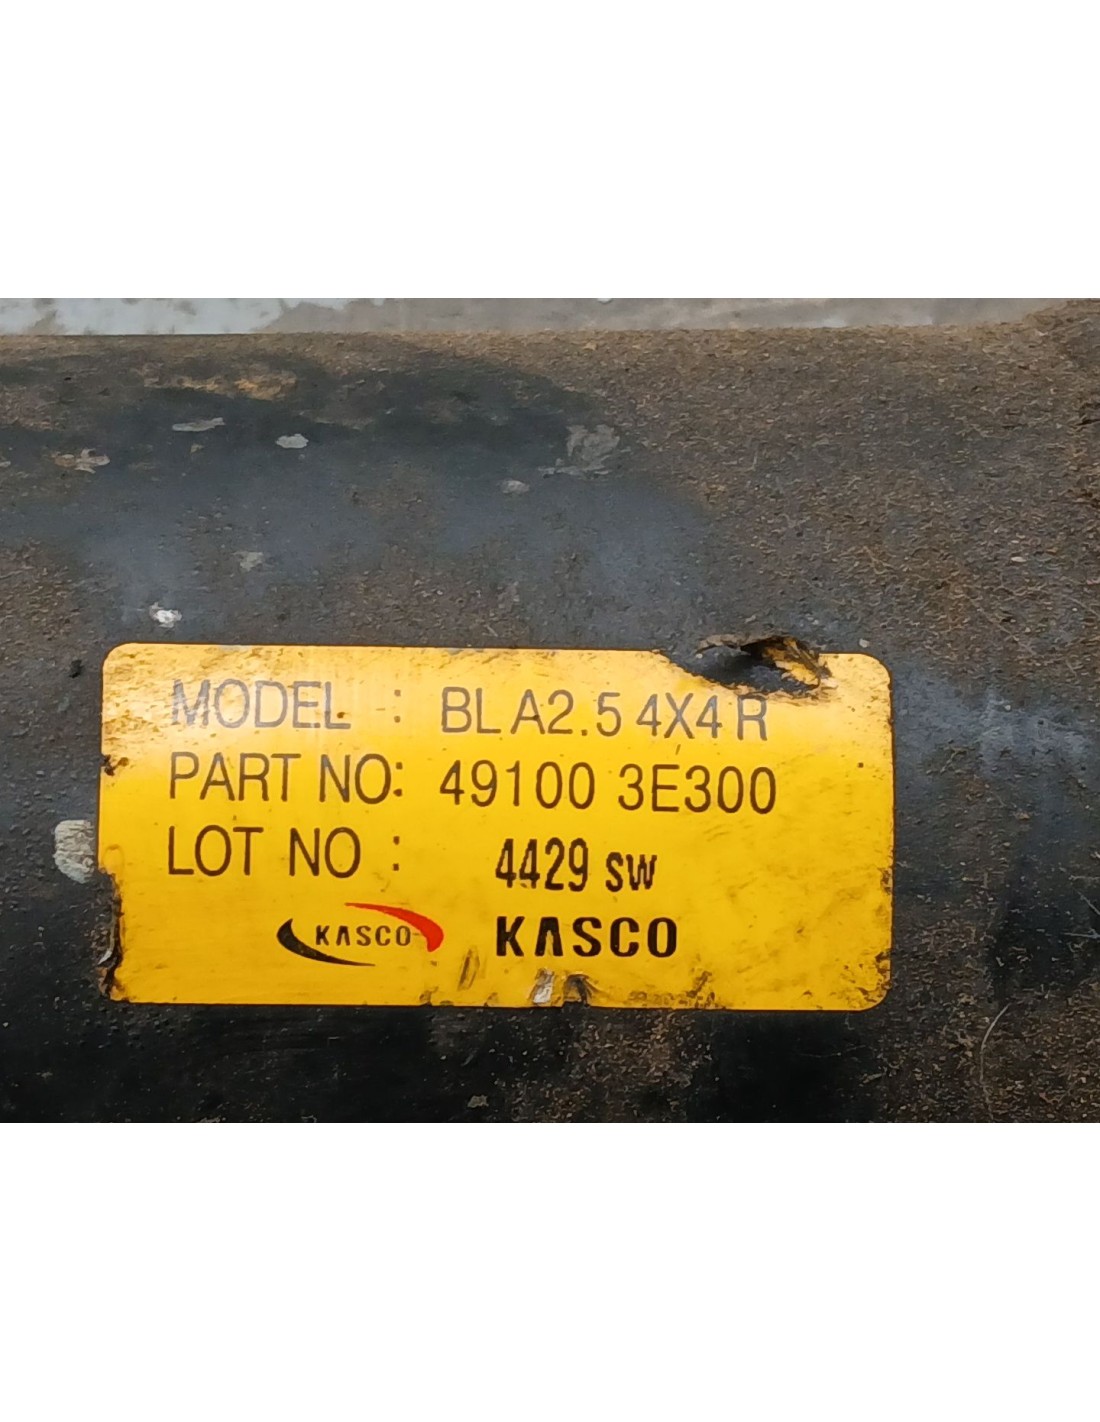 MODEL : BL A2.5 4X4 R
PART NO: 49100 3E300
LOT NO : 4429 SW
KASCO KASCO